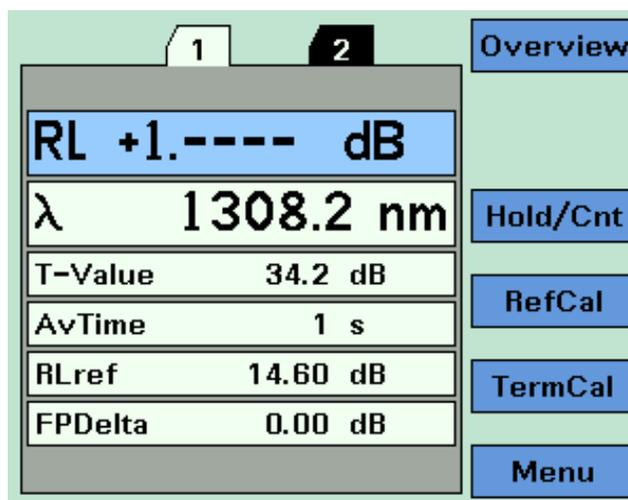 1 2 Overview
RL +1.---- dB
λ 1308.2 nm Hold/Cnt
T-Value 34.2 dB
RefCal
AvTime 1 s
RLref 14.60 dB
TermCal
FPDelta 0.00 dB
Menu